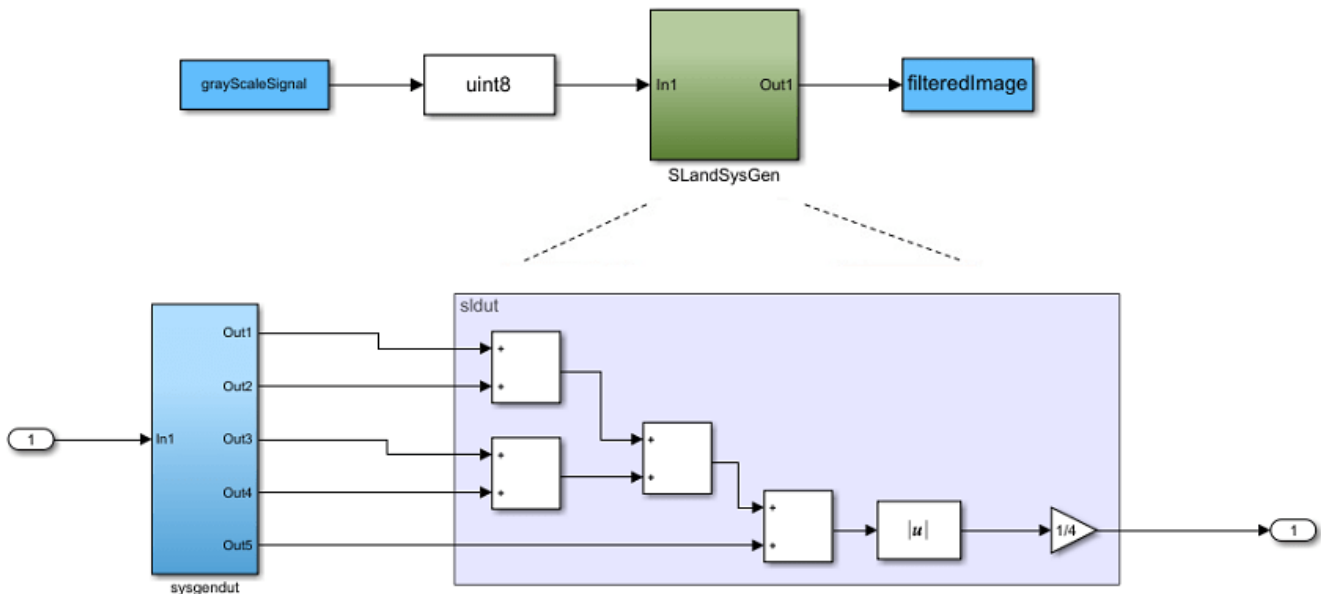 grayScaleSignal
uint8
In1
Out1
filteredImage
SLandSysGen
sldut
Out1
+
Out2
+
1
In1
Out3
+
+
+
Out4
+
+
+
|u|
1/4
1
Out5
+
sysgendut